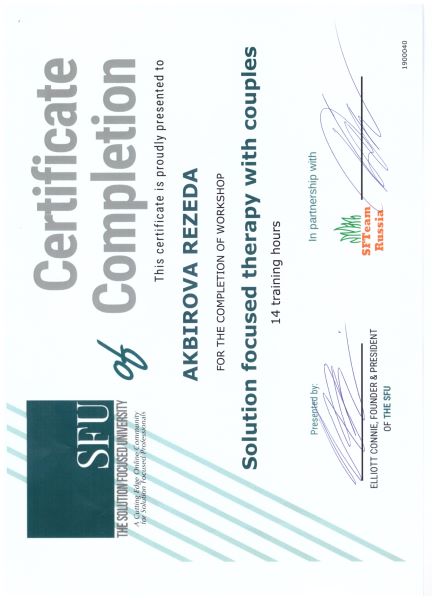 SFU
THE SOLUTION FOCUSED UNIVERSITY
A Cutting Edge Online Community
for Solution Focused Professionals
Certificate
of Completion
This certificate is proudly presented to
AKBIROVA REZEDA
FOR THE COMPLETION OF WORKSHOP
Solution focused therapy with couples
14 training hours
Presented by:
ELLIOTT CONNIE, FOUNDER & PRESIDENT
OF THE SFU
In partnership with
SFTeam
Russia
1900040